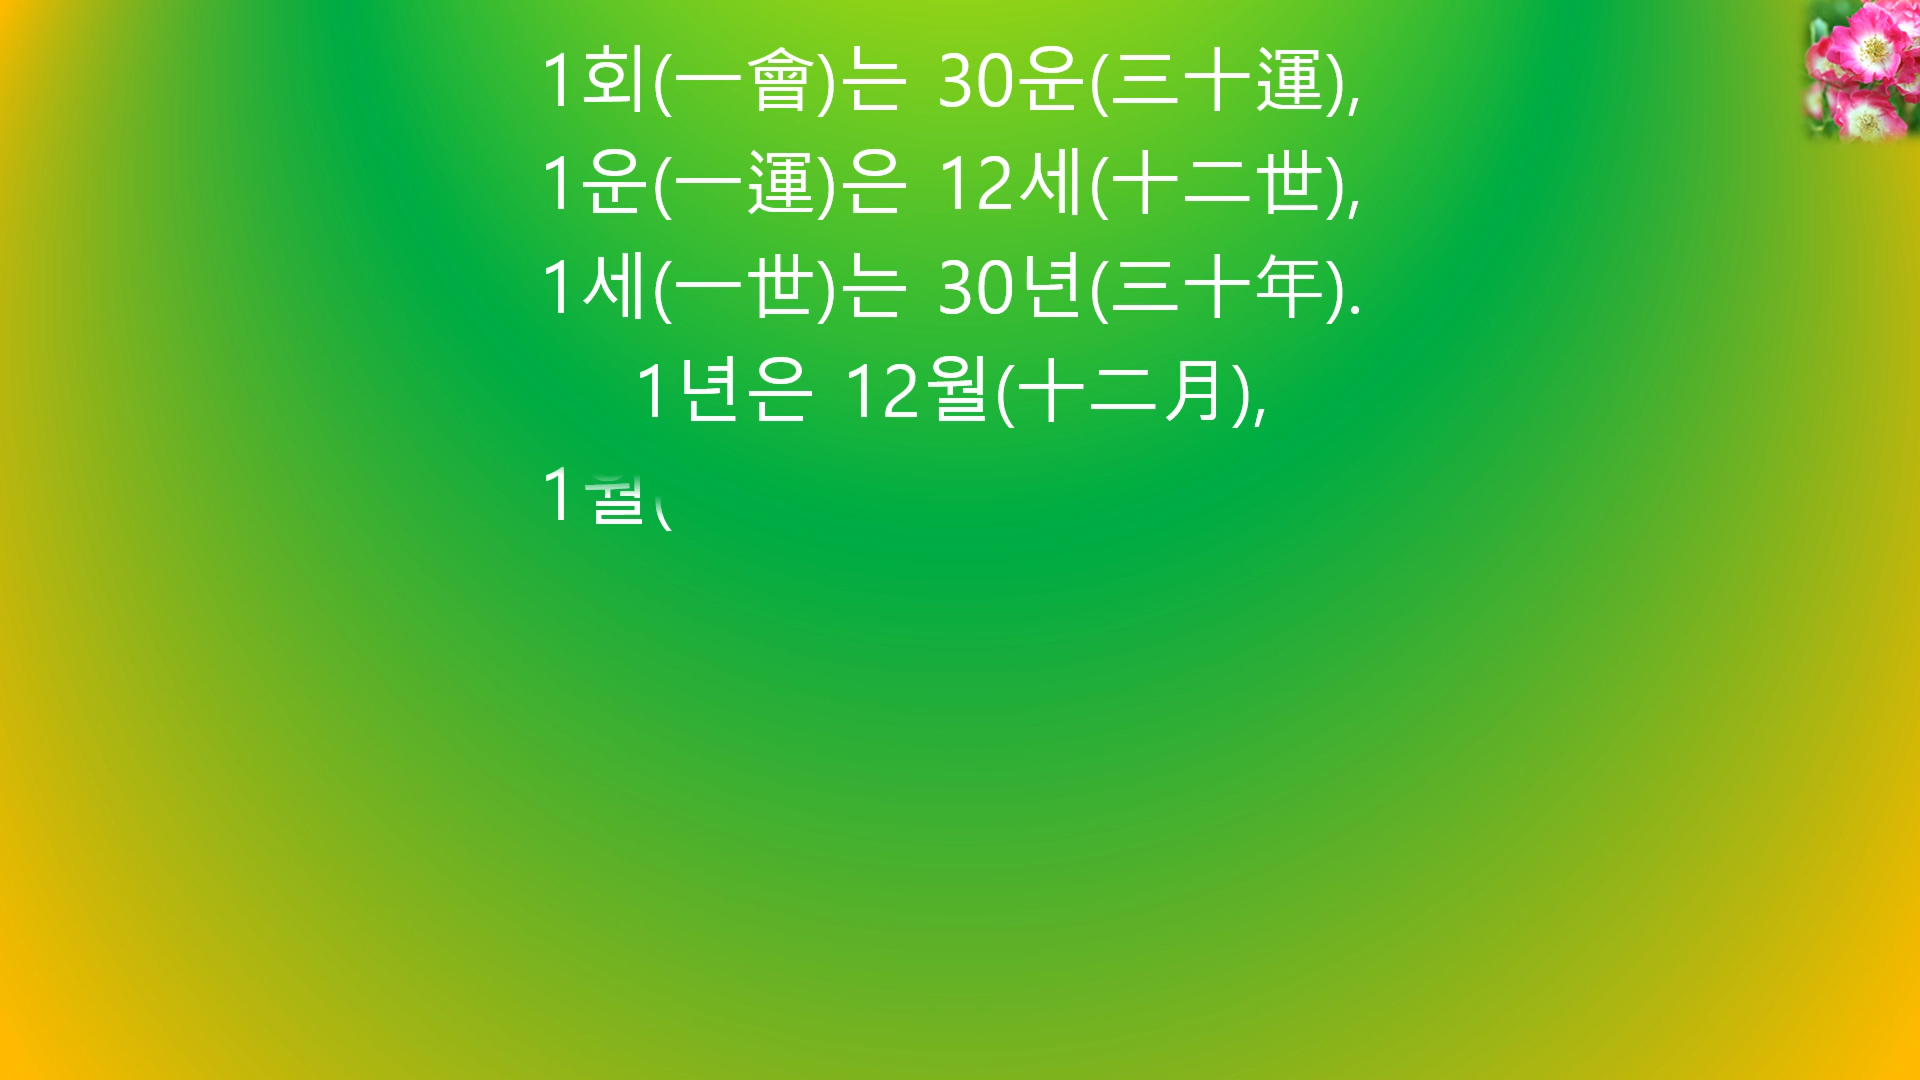 1회(一會)는 30운(三十運),
1운(一運)은 12세(十二世),
1세(一世)는 30년(三十年).
1년은 12월(十二月),
1월(